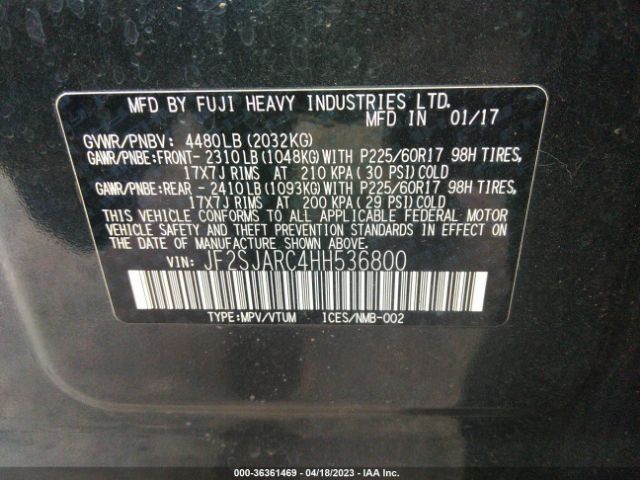 MFD BY FUJI HEAVY INDUSTRIES LTD.
MFD IN 01/17
GVWR/PNBV: 4480LB(2032KG)
GAWR/PNBE:FRONT- 2310LB(1048KG)WITH P225/60R17 98H TIRES,
17X7J RIMS AT 210 KPA(30 PSI)COLD
GAWR/PNBE:REAR - 2410LB(1093KG)WITH P225/60R17 98H TIRES,
17X7J RIMS AT 200 KPA(29 PSI)COLD
THIS VEHICLE CONFORMS TO ALL APPLICABLE FEDERAL MOTOR
VEHICLE SAFETY AND THEFT PREVENTION STANDARDS IN
EFFECT ON THE DATE OF MANUFACTURE SHOWN ABOVE.
VIN: JF2SJARC4HH536800
TYPE:MPV/VTUM ICES/NMB-002
000-36361469 - 04/18/2023 - IAA Inc.